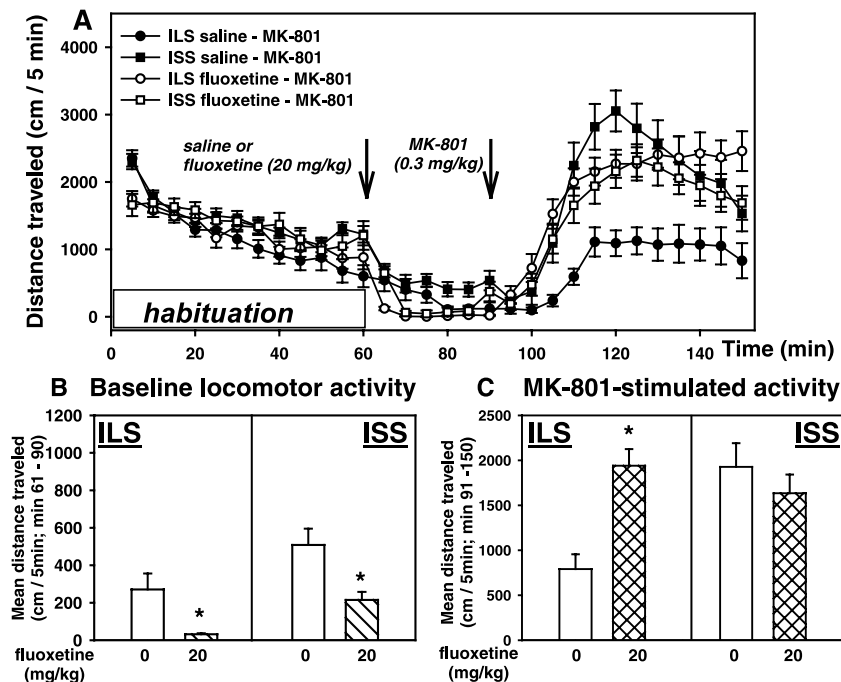 A
ILS saline - MK-801
ISS saline - MK-801
ILS fluoxetine - MK-801
ISS fluoxetine - MK-801
saline or
fluoxetine (20 mg/kg)
MK-801
(0.3 mg/kg)
Distance traveled (cm / 5 min)
4000
3000
2000
1000
0
habituation
0 20 40 60 80 100 120 140 Time (min)
B Baseline locomotor activity
Mean distance traveled
(cm / 5min; min 61 - 90)
1200
1000
800
600
400
200
0
ILS ISS
* *
fluoxetine 0 20 0 20
(mg/kg)
C MK-801-stimulated activity
Mean distance traveled
(cm / 5min; min 91 -150)
2500
2000
1500
1000
500
0
ILS ISS
*
fluoxetine 0 20 0 20
(mg/kg)